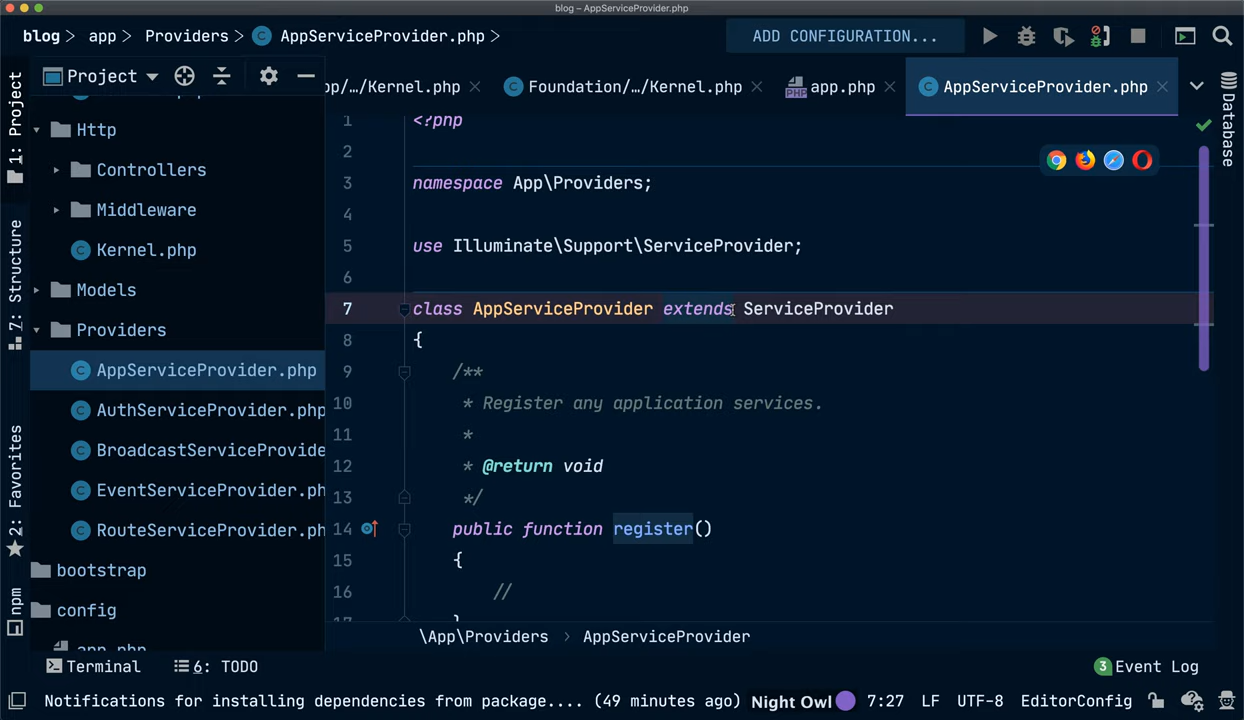 blog – AppServiceProvider.php
blog > app > Providers > AppServiceProvider.php >
ADD CONFIGURATION...
1: Project
7: Structure
2: Favorites
npm
Project
Http
Controllers
Middleware
Kernel.php
Models
Providers
AppServiceProvider.php
AuthServiceProvider.php
BroadcastServiceProvide
EventServiceProvider.ph
RouteServiceProvider.ph
bootstrap
config
app.php
pp/…/Kernel.php
Foundation/…/Kernel.php
app.php
AppServiceProvider.php
Database
1 <?php
2
3 namespace App\Providers;
4
5 use Illuminate\Support\ServiceProvider;
6
7 class AppServiceProvider extends ServiceProvider
8 {
9 /**
10 * Register any application services.
11 *
12 * @return void
13 */
14 public function register()
15 {
16 //
17 }
\App\Providers > AppServiceProvider
Terminal
6: TODO
3 Event Log
Notifications for installing dependencies from package.... (49 minutes ago)
Night Owl
7:27 LF UTF-8 EditorConfig